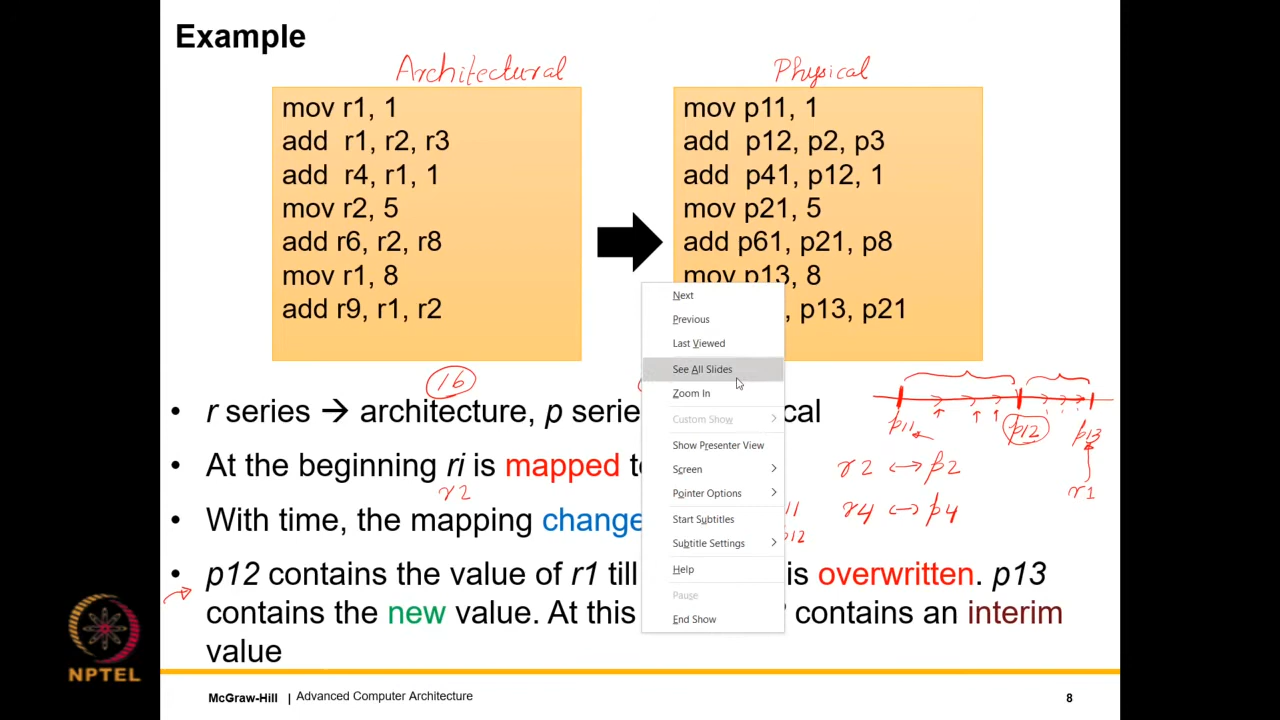 Example
Architectural
Physical
mov r1, 1
add r1, r2, r3
add r4, r1, 1
mov r2, 5
add r6, r2, r8
mov r1, 8
add r9, r1, r2
mov p11, 1
add p12, p2, p3
add p41, p12, 1
mov p21, 5
add p61, p21, p8
mov p13, 8
, p13, p21
Next
Previous
Last Viewed
See All Slides
Zoom In
Custom Show
Show Presenter View
Screen
Pointer Options
Start Subtitles
Subtitle Settings
Help
Pause
End Show
16
• r series → architecture, p serie cal
p11 p12 p13
r2 ↔ p2
r1
• At the beginning ri is mapped t
r2
r4 ↔ p4
• With time, the mapping change
p12
• p12 contains the value of r1 till is overwritten. p13
contains the new value. At this contains an interim
value
NPTEL
McGraw-Hill | Advanced Computer Architecture
8